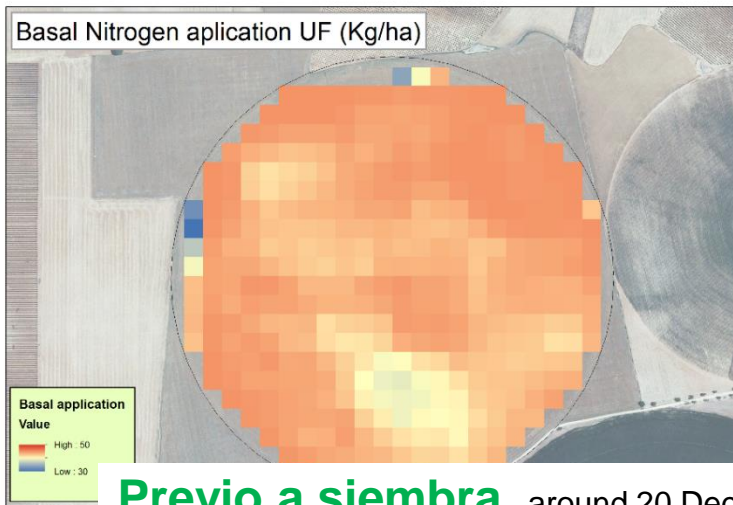 Basal Nitrogen aplication UF (Kg/ha)
Basal application
Value
High : 50
Low : 30
Previo a siembra around 20 Dec